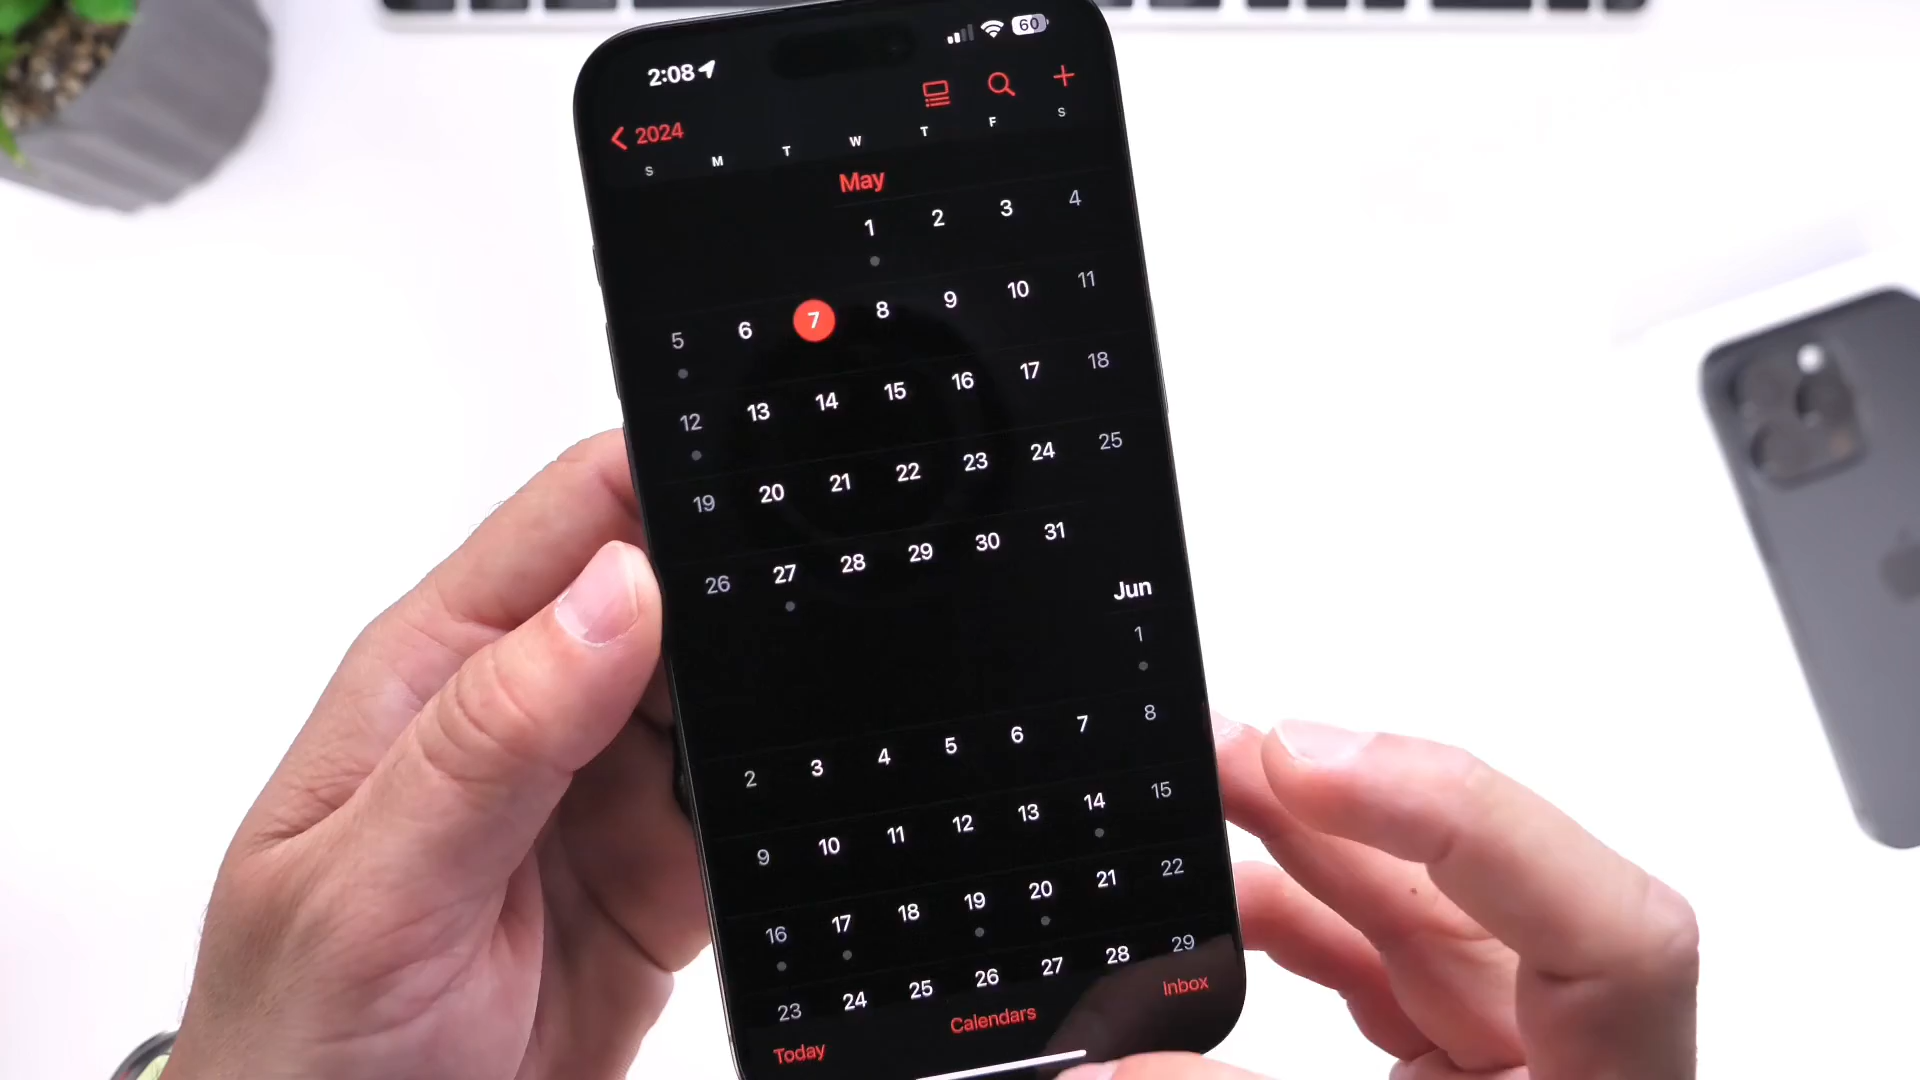 2:08 60
2024
S M T W T F S
May
1 2 3 4
5 6 7 8 9 10 11
12 13 14 15 16 17 18
19 20 21 22 23 24 25
26 27 28 29 30 31
Jun
1
2 3 4 5 6 7 8
9 10 11 12 13 14 15
16 17 18 19 20 21 22
23 24 25 26 27 28 29
Today Calendars Inbox